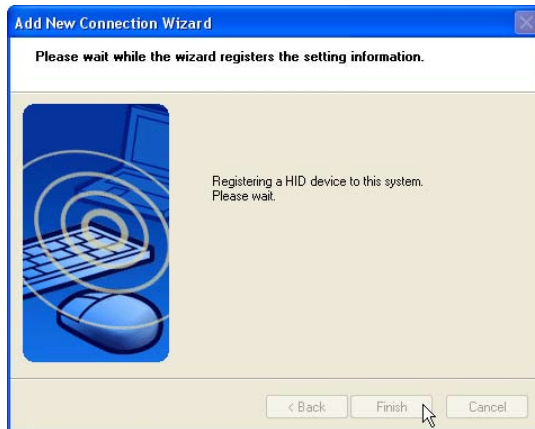 Add New Connection Wizard
Please wait while the wizard registers the setting information.
Registering a HID device to this system.
Please wait.
< Back
Finish
Cancel